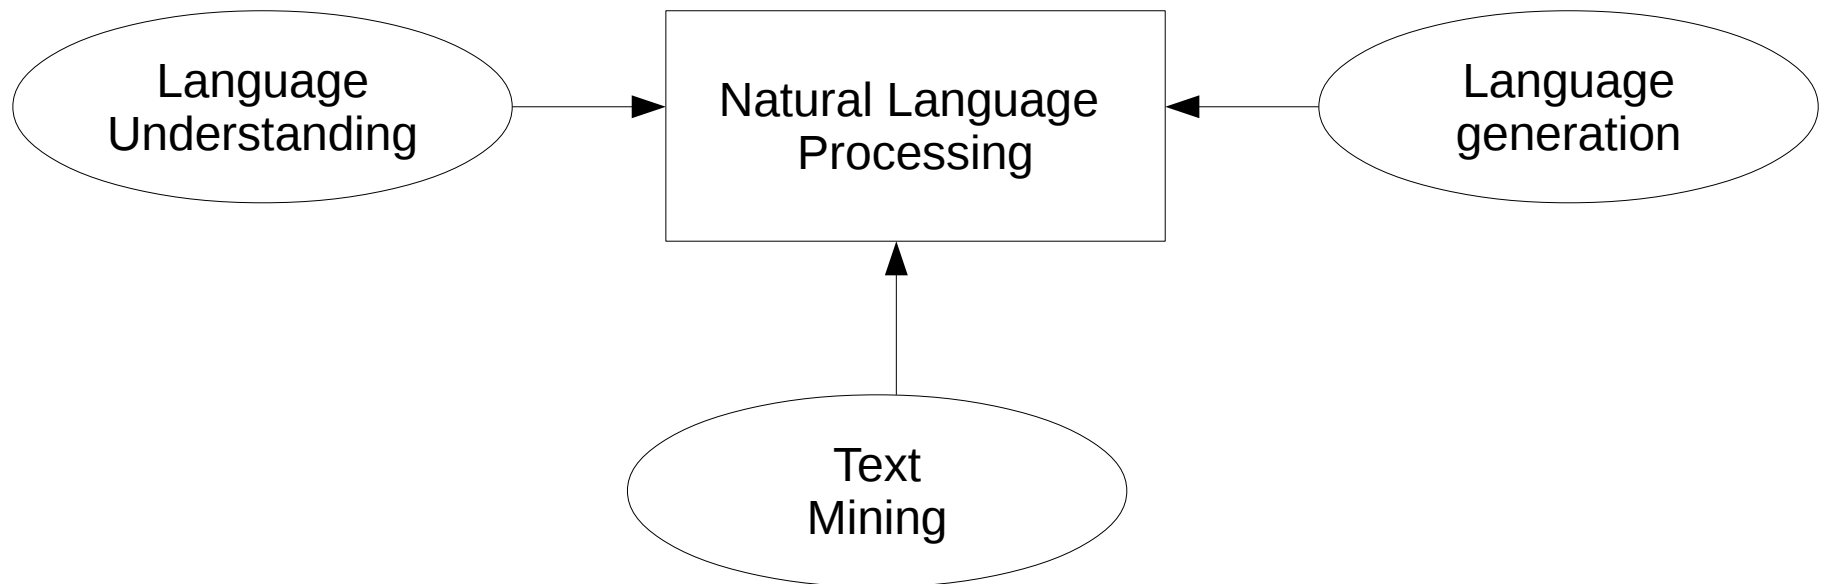 Language
Understanding
Natural Language
Processing
Language
generation
Text
Mining